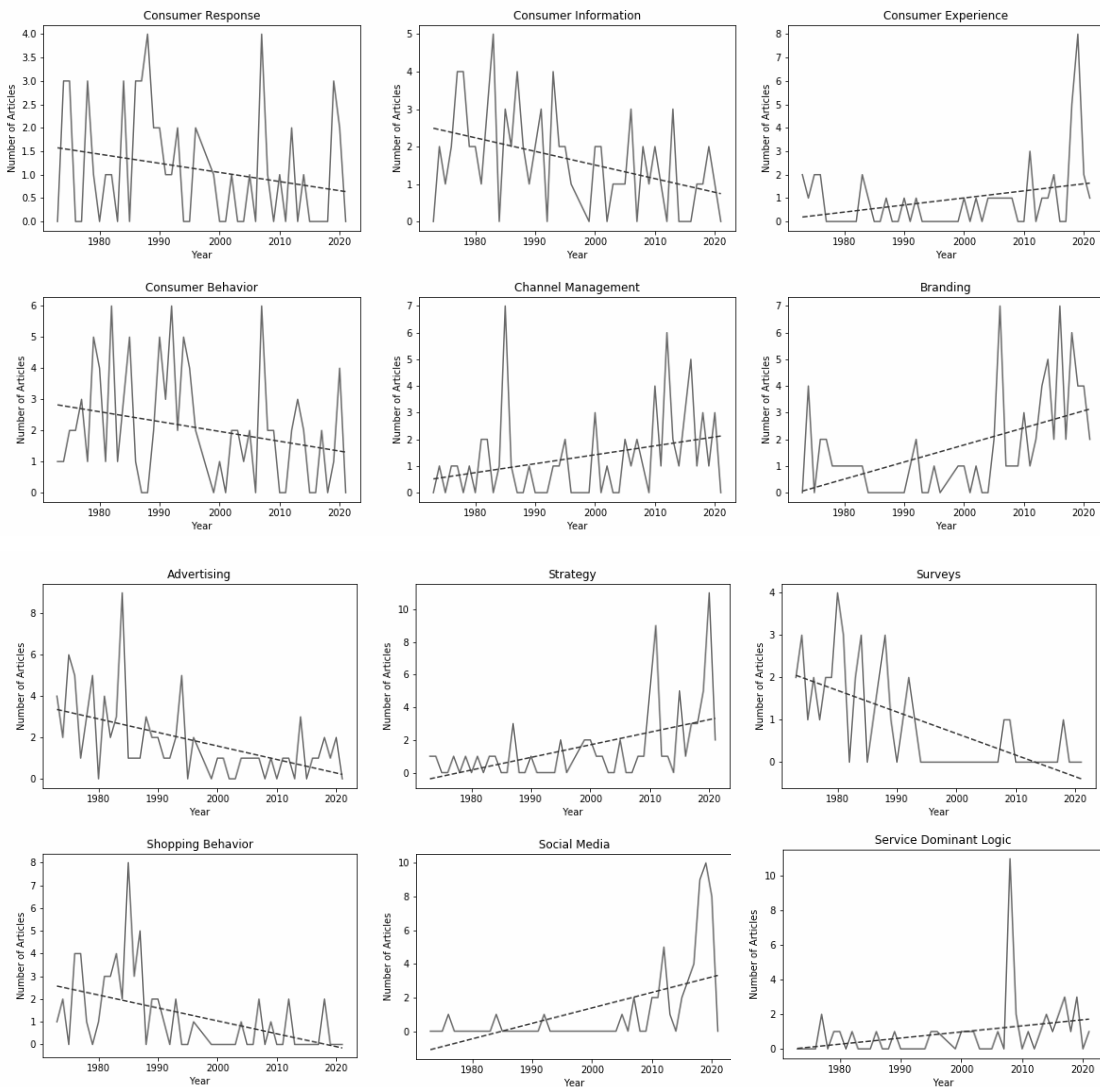 Consumer Response
Consumer Information
Consumer Experience
Number of Articles
4.0
3.5
3.0
2.5
2.0
1.5
1.0
0.5
0.0
1980 1990 2000 2010 2020
Year
Number of Articles
5
4
3
2
1
0
1980 1990 2000 2010 2020
Year
Number of Articles
8
7
6
5
4
3
2
1
0
1980 1990 2000 2010 2020
Year
Consumer Behavior
Channel Management
Branding
Number of Articles
6
5
4
3
2
1
0
1980 1990 2000 2010 2020
Year
Number of Articles
7
6
5
4
3
2
1
0
1980 1990 2000 2010 2020
Year
Number of Articles
7
6
5
4
3
2
1
0
1980 1990 2000 2010 2020
Year
Advertising
Strategy
Surveys
Number of Articles
8
6
4
2
0
1980 1990 2000 2010 2020
Year
Number of Articles
10
8
6
4
2
0
1980 1990 2000 2010 2020
Year
Number of Articles
4
3
2
1
0
1980 1990 2000 2010 2020
Year
Shopping Behavior
Social Media
Service Dominant Logic
Number of Articles
8
7
6
5
4
3
2
1
0
1980 1990 2000 2010 2020
Year
Number of Articles
10
8
6
4
2
0
1980 1990 2000 2010 2020
Year
Number of Articles
10
8
6
4
2
0
1980 1990 2000 2010 2020
Year